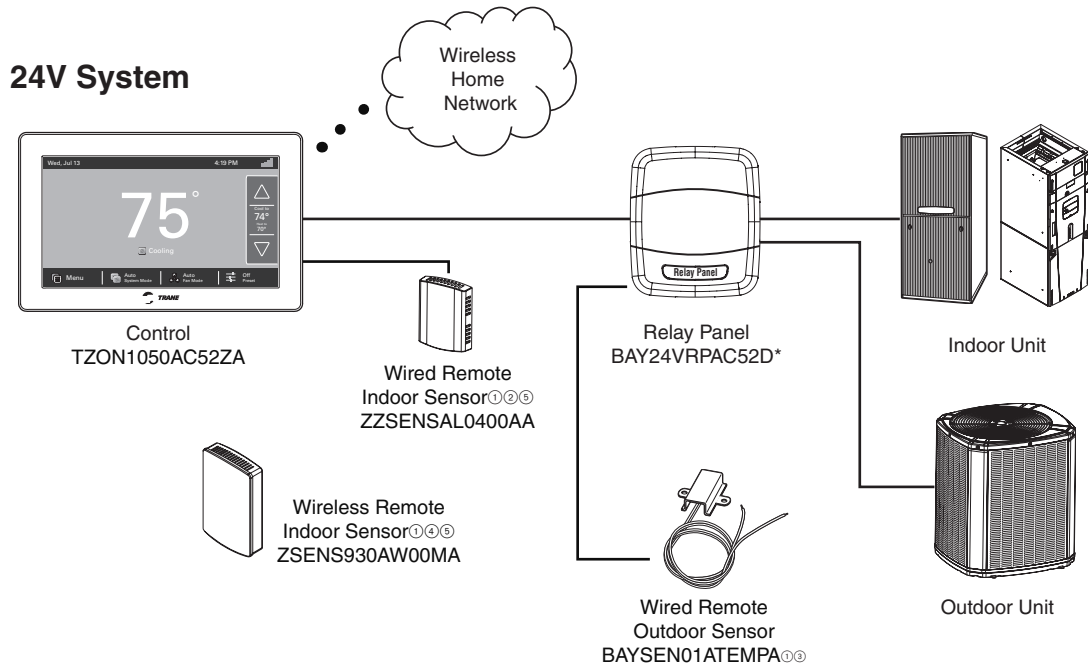 24V System
Wireless
Home
Network
Wed, Jul 13
4:19 PM
75°
Cooling
Cool to
74°
Heat to
70°
Menu
Auto
System Mode
Auto
Fan Mode
Off
Preset
TRANE
Control
TZON1050AC52ZA
Wired Remote
Indoor Sensor①②⑤
ZZSENSAL0400AA
Wireless Remote
Indoor Sensor①④⑤
ZSENS930AW00MA
Relay Panel
Relay Panel
BAY24VRPAC52D*
Wired Remote
Outdoor Sensor
BAYSEN01ATEMPA①③
Indoor Unit
Outdoor Unit